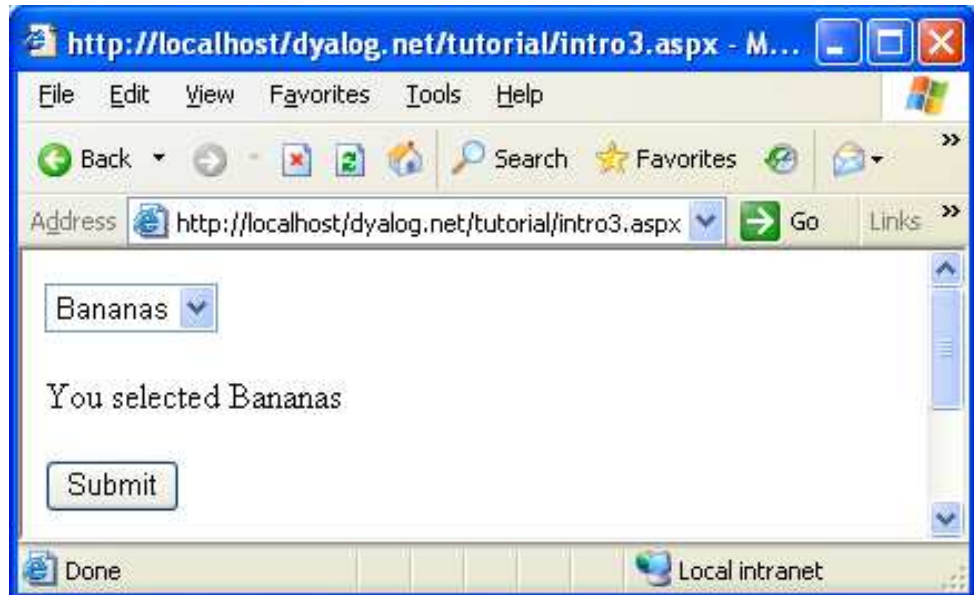 http://localhost/dyalog.net/tutorial/intro3.aspx - M...
File Edit View Favorites Tools Help
Back Search Favorites »
Address http://localhost/dyalog.net/tutorial/intro3.aspx Go Links »
Bananas
You selected Bananas
Submit
Done Local intranet